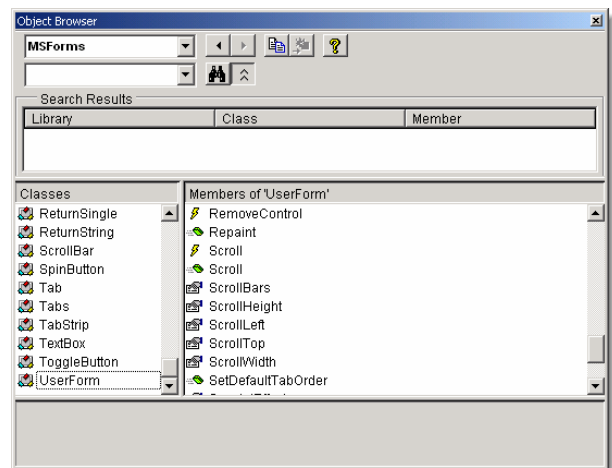 Object Browser
MSForms
Search Results
Library Class Member
Classes
Members of 'UserForm'
ReturnSingle
ReturnString
ScrollBar
SpinButton
Tab
Tabs
TabStrip
TextBox
ToggleButton
UserForm
RemoveControl
Repaint
Scroll
Scroll
ScrollBars
ScrollHeight
ScrollLeft
ScrollTop
ScrollWidth
SetDefaultTabOrder